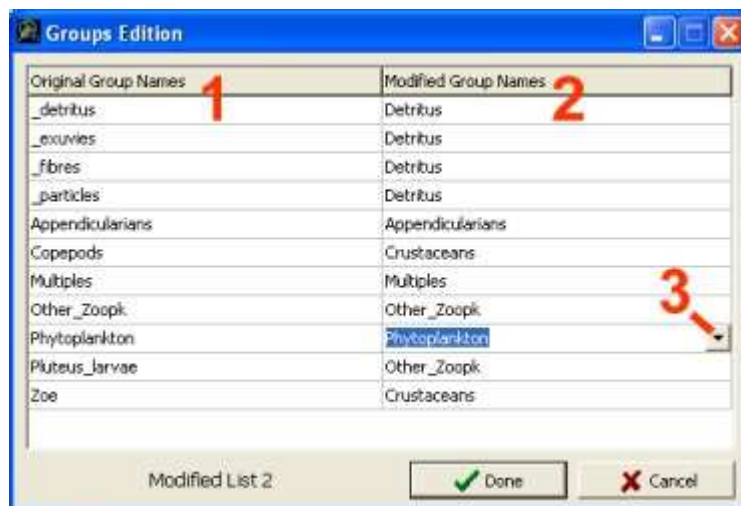 Groups Edition
Original Group Names 1 Modified Group Names 2
_detritus Detritus
_exuvies Detritus
_fibres Detritus
_particles Detritus
Appendicularians Appendicularians
Copepods Crustaceans
Multiples Multiples
Other_Zoopk Other_Zoopk
3
Phytoplankton Phytoplankton
Pluteus_larvae Other_Zoopk
Zoe Crustaceans
Modified List 2 Done Cancel